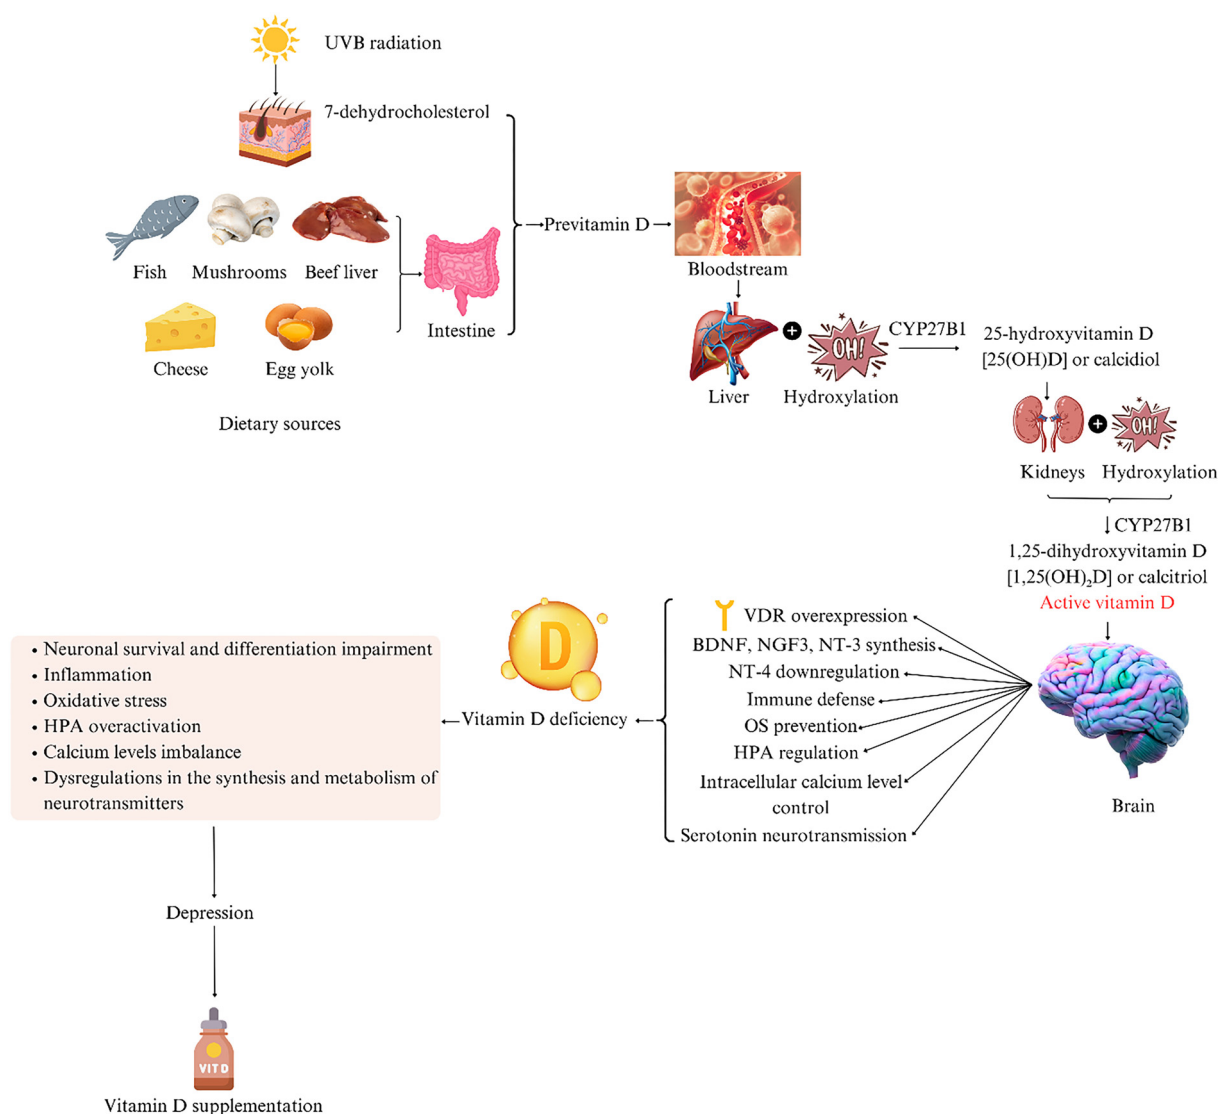 UVB radiation
7-dehydrocholesterol
Fish
Mushrooms
Beef liver
Cheese
Egg yolk
Dietary sources
Intestine
Previtamin D
Bloodstream
Liver
OH!
Hydroxylation
CYP27B1
25-hydroxyvitamin D
[25(OH)D] or calcidiol
Kidneys
OH!
Hydroxylation
CYP27B1
1,25-dihydroxyvitamin D
[1,25(OH)₂D] or calcitriol
Active vitamin D
Brain
VDR overexpression
BDNF, NGF3, NT-3 synthesis
NT-4 downregulation
Immune defense
OS prevention
HPA regulation
Intracellular calcium level
control
Serotonin neurotransmission
D
Vitamin D deficiency
• Neuronal survival and differentiation impairment
• Inflammation
• Oxidative stress
• HPA overactivation
• Calcium levels imbalance
• Dysregulations in the synthesis and metabolism of
neurotransmitters
Depression
VIT D
Vitamin D supplementation